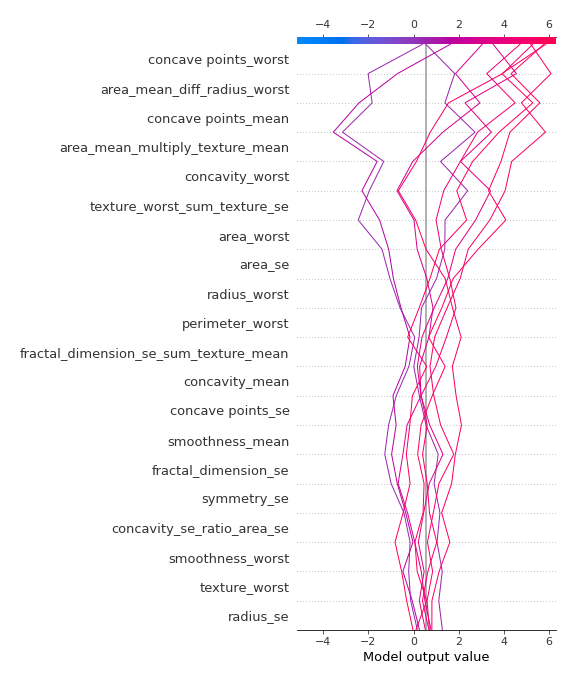 −4 −2 0 2 4 6
concave points_worst
area_mean_diff_radius_worst
concave points_mean
area_mean_multiply_texture_mean
concavity_worst
texture_worst_sum_texture_se
area_worst
area_se
radius_worst
perimeter_worst
fractal_dimension_se_sum_texture_mean
concavity_mean
concave points_se
smoothness_mean
fractal_dimension_se
symmetry_se
concavity_se_ratio_area_se
smoothness_worst
texture_worst
radius_se
−4 −2 0 2 4 6
Model output value